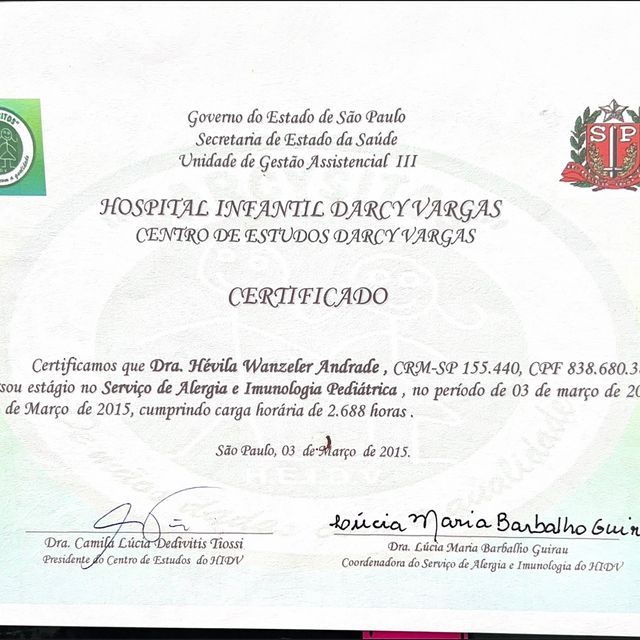 Governo do Estado de São Paulo
Secretaria de Estado da Saúde
Unidade de Gestão Assistencial III
S P
HOSPITAL INFANTIL DARCY VARGAS
CENTRO DE ESTUDOS DARCY VARGAS
CERTIFICADO
Certificamos que Dra. Hévila Wanzeler Andrade , CRM-SP 155.440, CPF 838.680.3
sou estágio no Serviço de Alergia e Imunologia Pediátrica , no período de 03 de março de 20
de Março de 2015, cumprindo carga horária de 2.688 horas .
São Paulo, 03 de Março de 2015.
Lúcia Maria Barbalho Guir
Dra. Camila Lúcia Dedivitis Tiossi
Presidente do Centro de Estudos do HIDV
Dra. Lúcia Maria Barbalho Guirau
Coordenadora do Serviço de Alergia e Imunologia do HIDV